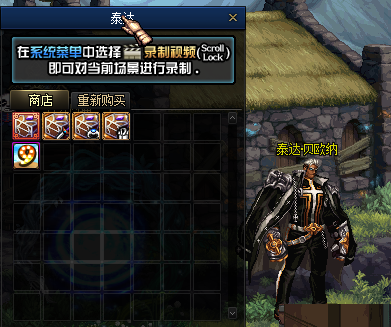 泰达
在系统菜单中选择 录制视频(Scroll Lock)
即可对当前场景进行录制.
商店
重新购买
泰达.贝欧纳